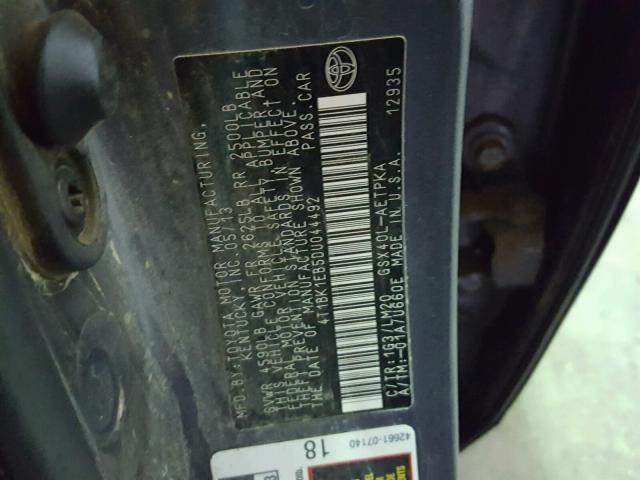 MFD.BY:TOYOTA MOTOR MANUFACTURING,
KENTUCKY INC. 05/13
GVWR 4590LB GAWR FR 2625LB RR 2500LB
THIS VEHICLE CONFORMS TO ALL APPLICABLE
FEDERAL MOTOR VEHICLE SAFETY, BUMPER AND
THEFT PREVENTION STANDARDS IN EFFECT ON
THE DATE OF MANUFACTURE SHOWN ABOVE.
4T1BK1EB5DU044492 PASS.CAR
C/TR:1G3/LM20 GSX40L-AETPKA
A/TM:-01A/U660E MADE IN U.S.A. 12935
42661-07140
18